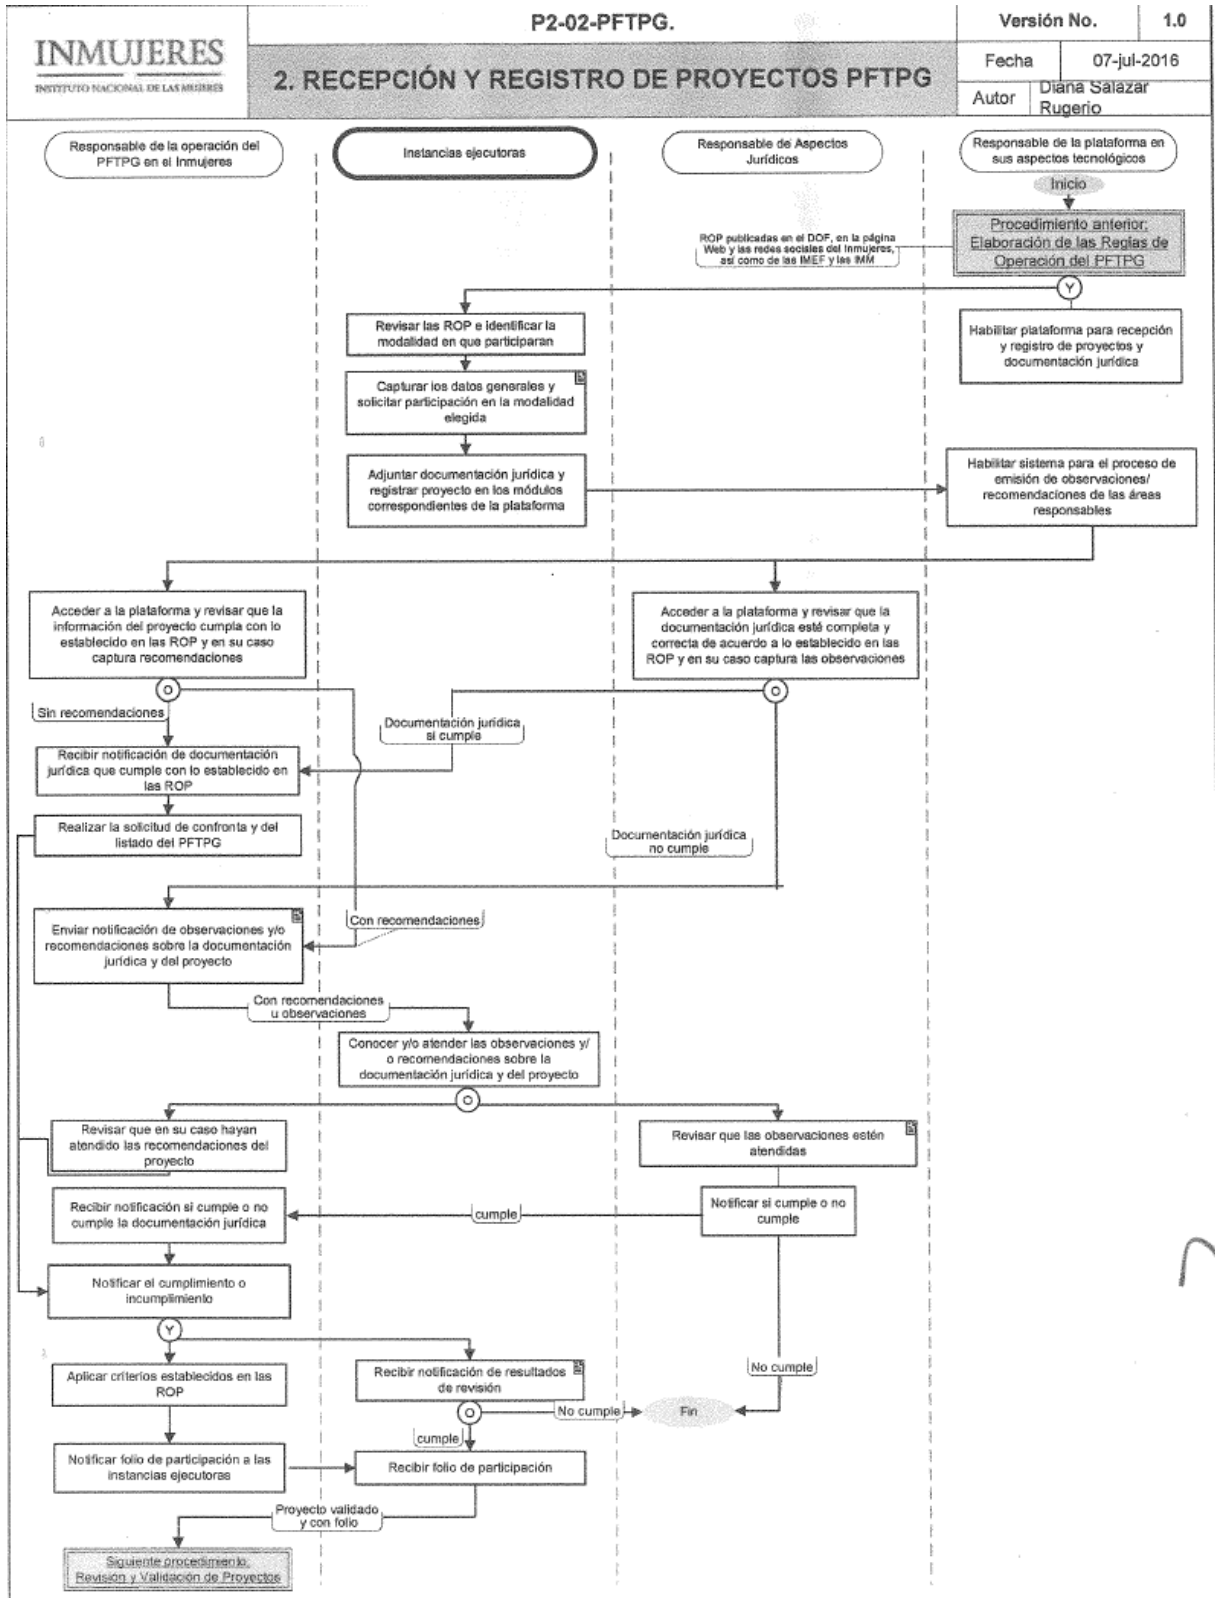 P2-02-PFTPG.
Versión No. 1.0
INMUJERES
INSTITUTO NACIONAL DE LAS MUJERES
2. RECEPCIÓN Y REGISTRO DE PROYECTOS PFTPG
Fecha 07-jul-2016
Autor Diana Salazar
Rugerio
Responsable de la operación del
PFTPG en el Inmujeres
Instancias ejecutoras
Responsable de Aspectos
Jurídicos
Responsable de la plataforma en
sus aspectos tecnológicos
Inicio
Procedimiento anterior:
Elaboración de las Reglas de
Operación del PFTPG
ROP publicadas en el DOF, en la página
Web y las redes sociales del Inmujeres,
así como de las IMEF y las IMM
Y
Revisar las ROP e identificar la
modalidad en que participaran
Habilitar plataforma para recepción
y registro de proyectos y
documentación jurídica
Capturar los datos generales y
solicitar participación en la modalidad
elegida
Adjuntar documentación jurídica y
registrar proyecto en los módulos
correspondientes de la plataforma
Habilitar sistema para el proceso de
emisión de observaciones/
recomendaciones de las áreas
responsables
Acceder a la plataforma y revisar que la
información del proyecto cumpla con lo
establecido en las ROP y en su caso
captura recomendaciones
Acceder a la plataforma y revisar que la
documentación jurídica esté completa y
correcta de acuerdo a lo establecido en las
ROP y en su caso captura las observaciones
O
O
Sin recomendaciones
Documentación jurídica
si cumple
Recibir notificación de documentación
jurídica que cumple con lo establecido en
las ROP
Realizar la solicitud de confronta y del
listado del PFTPG
Documentación jurídica
no cumple
Con recomendaciones
Enviar notificación de observaciones y/o
recomendaciones sobre la documentación
jurídica y del proyecto
Con recomendaciones
u observaciones
Conocer y/o atender las observaciones y/
o recomendaciones sobre la
documentación jurídica y del proyecto
O
Revisar que en su caso hayan
atendido las recomendaciones del
proyecto
Revisar que las observaciones estén
atendidas
Recibir notificación si cumple o no
cumple la documentación jurídica
cumple
Notificar si cumple o no
cumple
Notificar el cumplimiento o
incumplimiento
Y
Aplicar criterios establecidos en las
ROP
Recibir notificación de resultados
de revisión
No cumple
O
No cumple
Fin
cumple
Notificar folio de participación a las
instancias ejecutoras
Recibir folio de participación
Proyecto validado
y con folio
Siguiente procedimiento:
Revisión y Validación de Proyectos